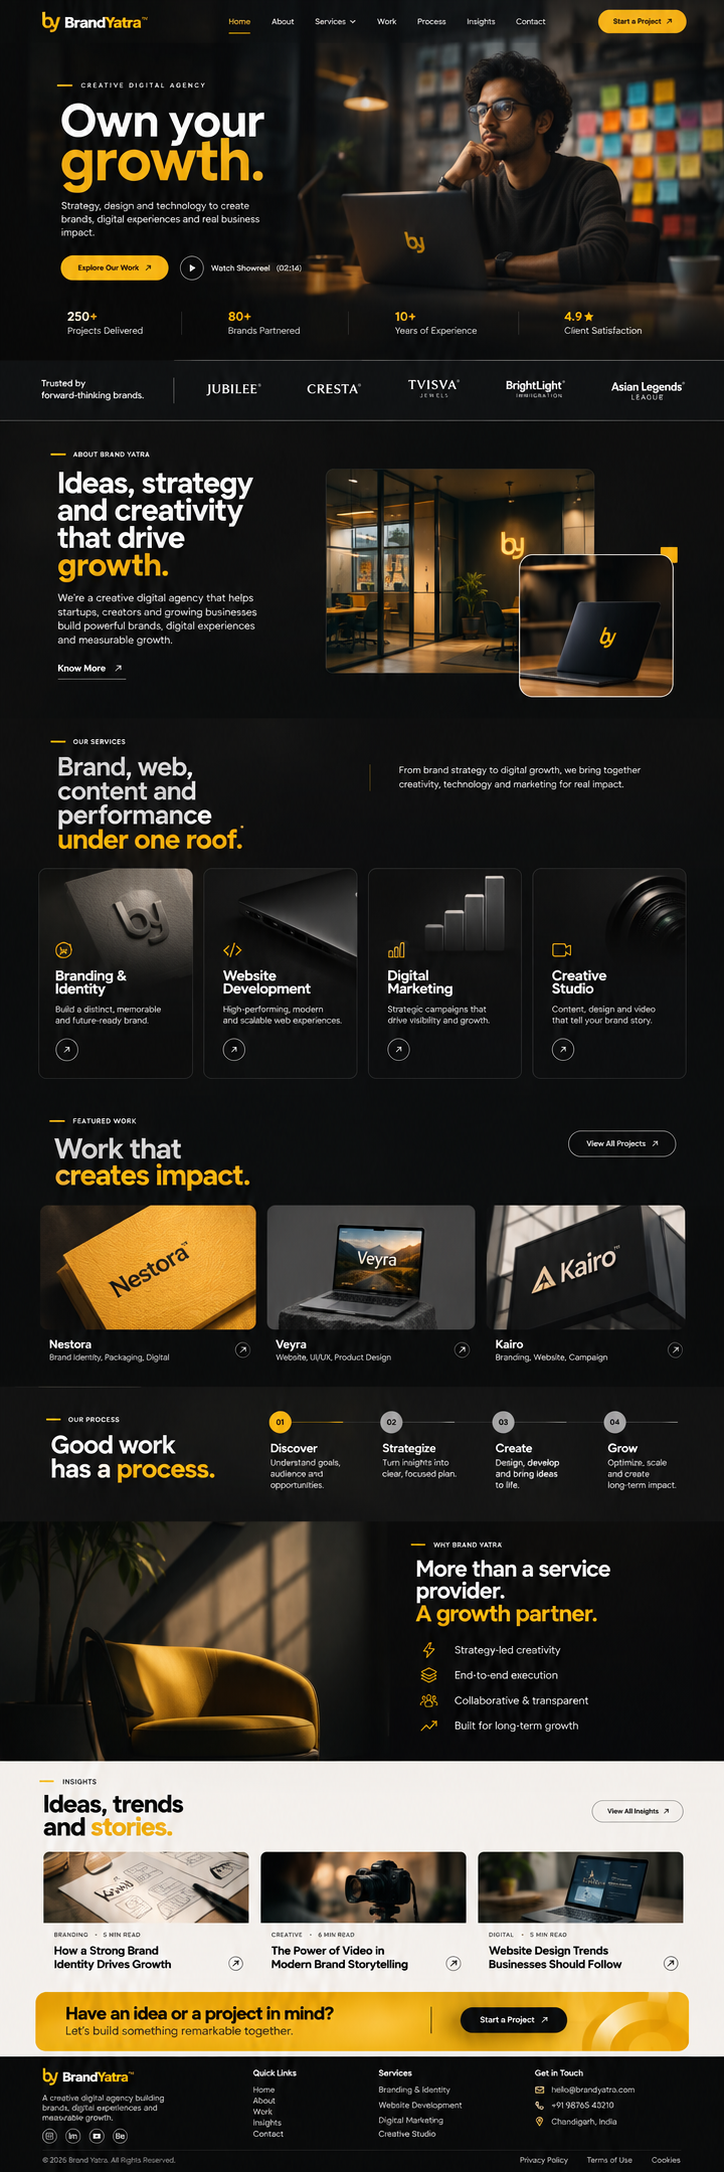 by BrandYatra™
Home About Services Work Process Insights Contact
Start a Project
CREATIVE DIGITAL AGENCY
Own your
growth.
Strategy, design and technology to create
brands, digital experiences and real business
impact.
Explore Our Work
Watch Showreel (02:14)
by
250+
Projects Delivered
80+
Brands Partnered
10+
Years of Experience
4.9★
Client Satisfaction
Trusted by
forward-thinking brands.
JUBILEE®
CRESTA®
TVISVA®
JEWELS
BrightLight®
IMMIGRATION
Asian Legends®
LEAGUE
ABOUT BRAND YATRA
Ideas, strategy
and creativity
that drive
growth.
We're a creative digital agency that helps
startups, creators and growing businesses
build powerful brands, digital experiences
and measurable growth.
Know More
by
by
OUR SERVICES
Brand, web,
content and
performance
under one roof.
From brand strategy to digital growth, we bring together
creativity, technology and marketing for real impact.
by
Branding &
Identity
Build a distinct, memorable
and future-ready brand.
Website
Development
High-performing, modern
and scalable web experiences.
Digital
Marketing
Strategic campaigns that
drive visibility and growth.
Creative
Studio
Content, design and video
that tell your brand story.
FEATURED WORK
Work that
creates impact.
View All Projects
Nestora™
Veyra
Kairo
Nestora
Brand Identity, Packaging, Digital
Veyra
Website, UI/UX, Product Design
Kairo
Branding, Website, Campaign
OUR PROCESS
Good work
has a process.
01
Discover
Understand goals,
audience and
opportunities.
02
Strategize
Turn insights into
clear, focused plan.
03
Create
Design, develop
and bring ideas
to life.
04
Grow
Optimize, scale
and create
long-term impact.
WHY BRAND YATRA
More than a service
provider.
A growth partner.
Strategy-led creativity
End-to-end execution
Collaborative & transparent
Built for long-term growth
INSIGHTS
Ideas, trends
and stories.
View All Insights
BRANDING • 5 MIN READ
How a Strong Brand
Identity Drives Growth
CREATIVE • 6 MIN READ
The Power of Video in
Modern Brand Storytelling
DIGITAL • 5 MIN READ
Website Design Trends
Businesses Should Follow
Have an idea or a project in mind?
Let's build something remarkable together.
Start a Project
by BrandYatra™
A creative digital agency building
brands, digital experiences and
measurable growth.
in
Bē
Quick Links
Home
About
Work
Insights
Contact
Services
Branding & Identity
Website Development
Digital Marketing
Creative Studio
Get in Touch
hello@brandyatra.com
+91 98765 43210
Chandigarh, India
© 2026 Brand Yatra. All Rights Reserved.
Privacy Policy Terms of Use Cookies